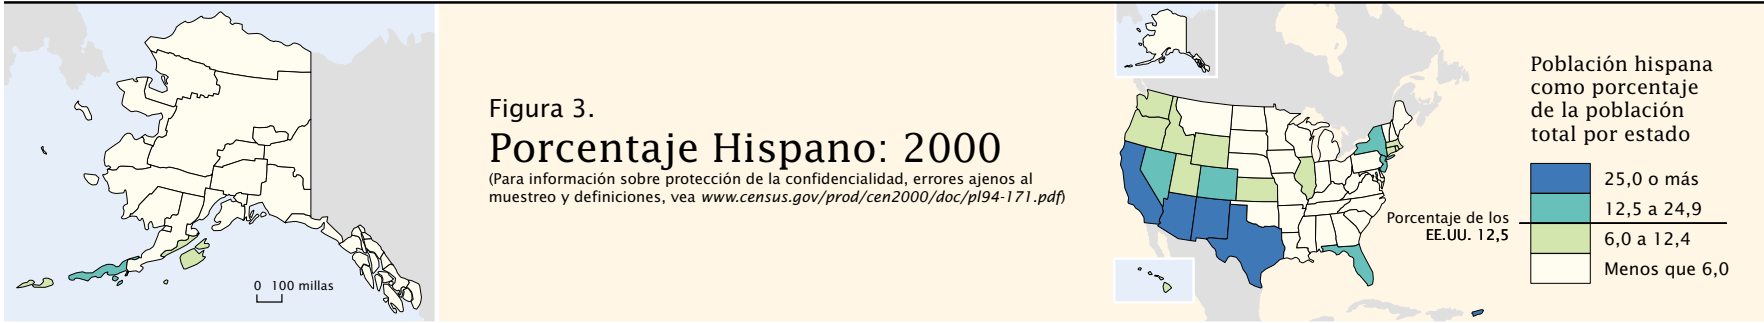 Figura 3.
Porcentaje Hispano: 2000
(Para información sobre protección de la confidencialidad, errores ajenos al
muestreo y definiciones, vea www.census.gov/prod/cen2000/doc/pl94-171.pdf)
0 100 millas
Población hispana
como porcentaje
de la población
total por estado
25,0 o más
12,5 a 24,9
Porcentaje de los
EE.UU. 12,5
6,0 a 12,4
Menos que 6,0